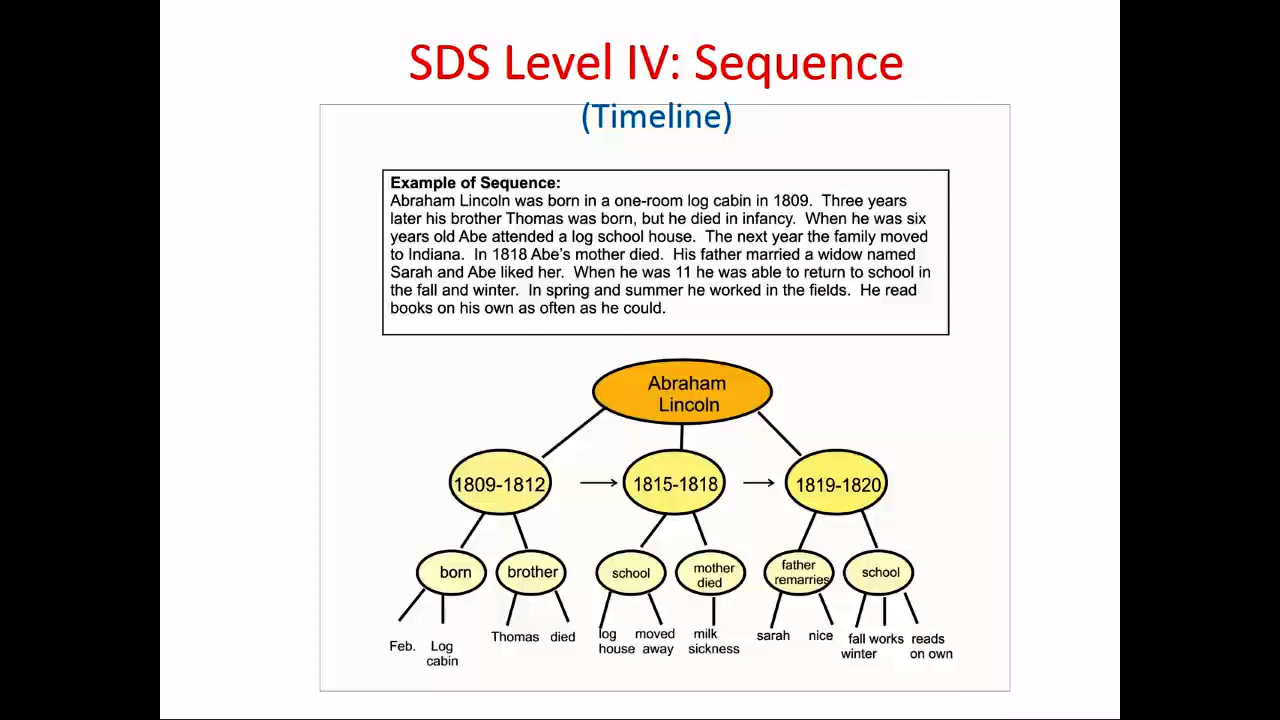 SDS Level IV: Sequence
(Timeline)
Example of Sequence:
Abraham Lincoln was born in a one-room log cabin in 1809. Three years
later his brother Thomas was born, but he died in infancy. When he was six
years old Abe attended a log school house. The next year the family moved
to Indiana. In 1818 Abe's mother died. His father married a widow named
Sarah and Abe liked her. When he was 11 he was able to return to school in
the fall and winter. In spring and summer he worked in the fields. He read
books on his own as often as he could.
Abraham
Lincoln
1809-1812
1815-1818
1819-1820
born
brother
school
mother
died
father
remarries
school
Feb.
Log
cabin
Thomas
died
log
house
moved
away
milk
sickness
sarah
nice
fall works
winter
reads
on own